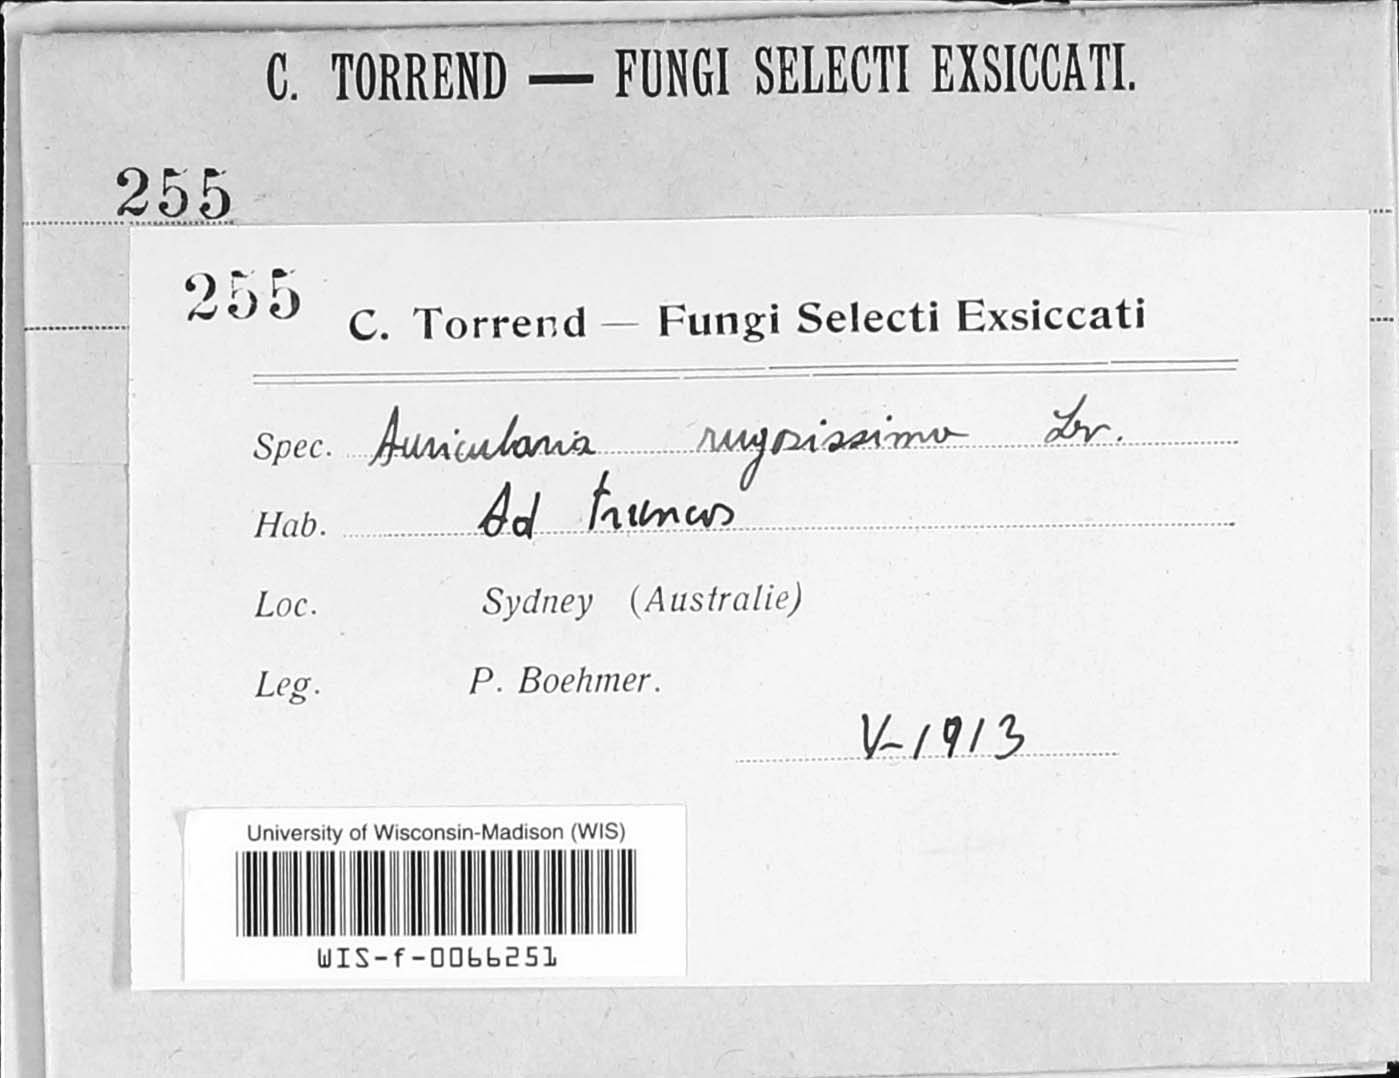 C. TORREND — FUNGI SELECTI EXSICCATI.
255
255
C. Torrend — Fungi Selecti Exsiccati
Spec. Auricularia rugosissima Lev.
Hab. Ad truncos
Loc. Sydney (Australie)
Leg. P. Boehmer.
V-1913
University of Wisconsin-Madison (WIS)
WIS-f-0066251